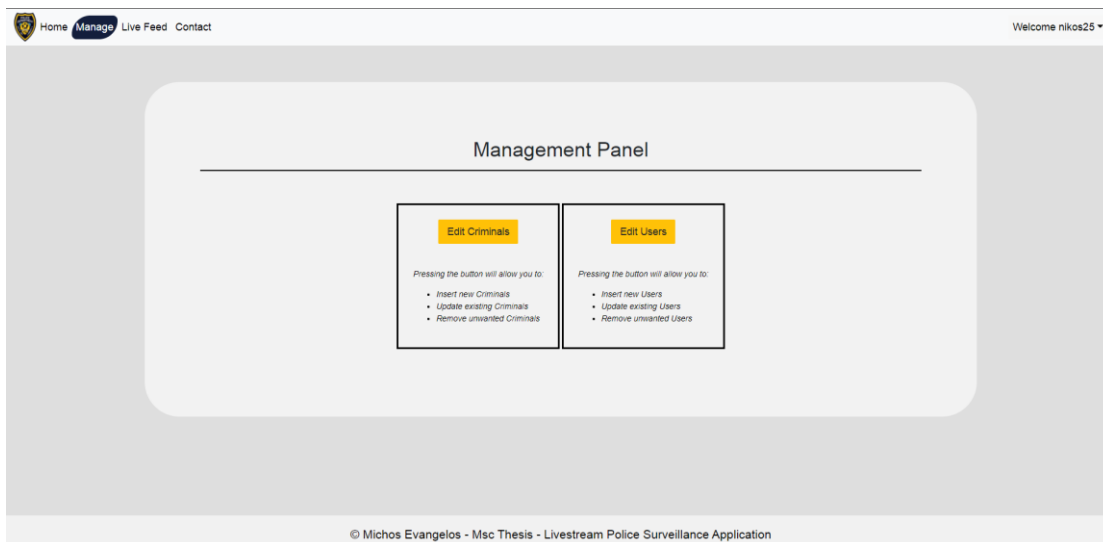 Home Manage Live Feed Contact Welcome nikos25
Management Panel
Edit Criminals
Pressing the button will allow you to:
• Insert new Criminals
• Update existing Criminals
• Remove unwanted Criminals
Edit Users
Pressing the button will allow you to:
• Insert new Users
• Update existing Users
• Remove unwanted Users
© Michos Evangelos - Msc Thesis - Livestream Police Surveillance Application